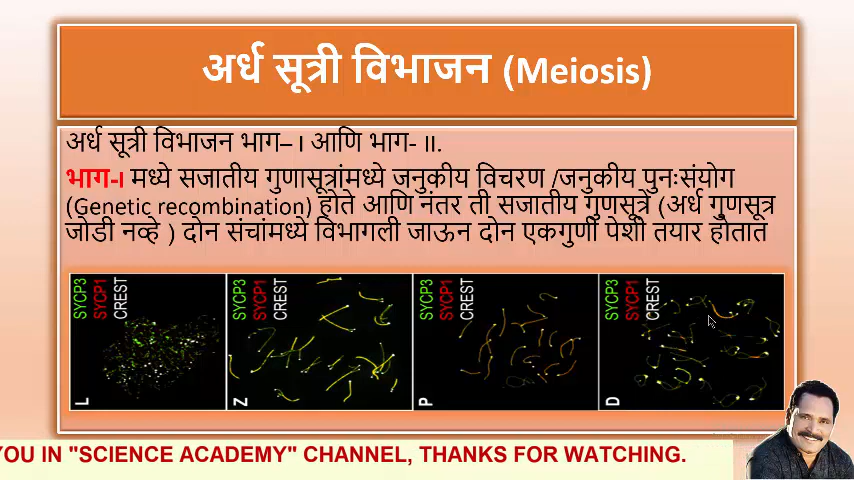 अर्ध सूत्री विभाजन (Meiosis)
अर्ध सूत्री विभाजन भाग– I आणि भाग- II.
भाग-I मध्ये सजातीय गुणासूत्रांमध्ये जनुकीय विचरण /जनुकीय पुनःसंयोग
(Genetic recombination) होते आणि नंतर ती सजातीय गुणसूत्रे (अर्ध गुणसूत्र
जोडी नव्हे ) दोन संचांमध्ये विभागली जाऊन दोन एकगुणी पेशी तयार होतात
SYCP3 SYCP1 CREST
L
SYCP3 SYCP1 CREST
Z
SYCP3 SYCP1 CREST
P
SYCP3 SYCP1 CREST
D
YOU IN "SCIENCE ACADEMY" CHANNEL, THANKS FOR WATCHING.